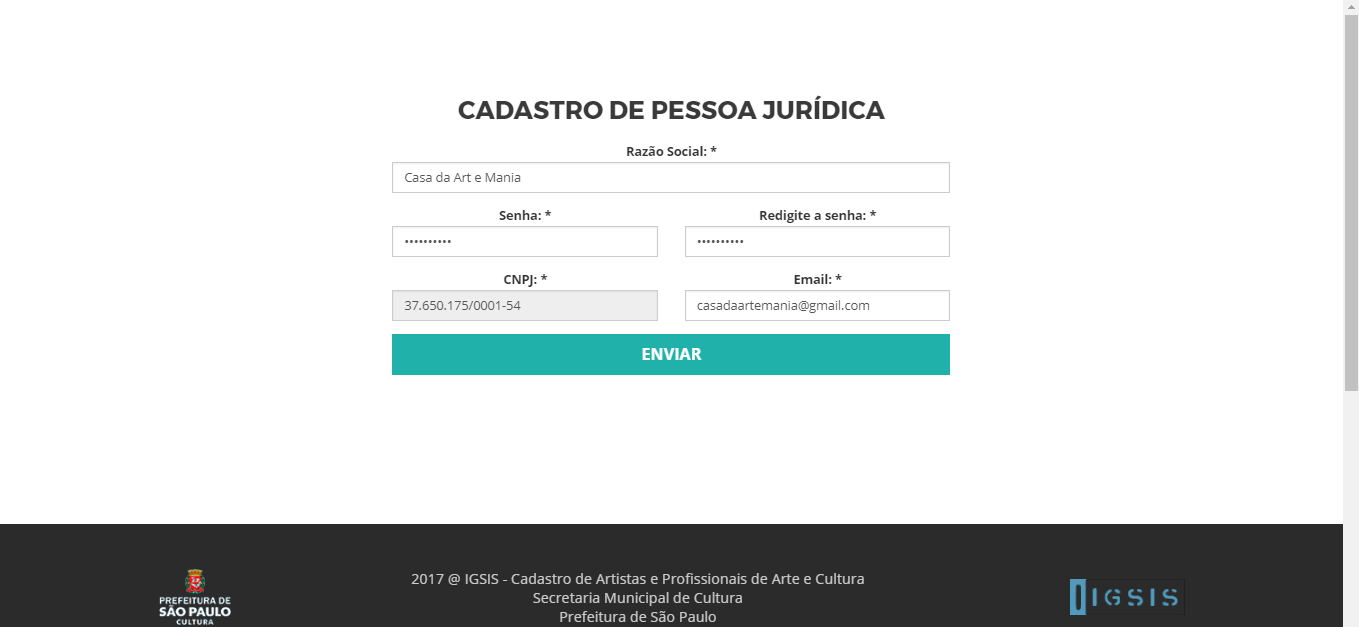 CADASTRO DE PESSOA JURÍDICA
Razão Social: *
Casa da Art e Mania
Senha: * Redigite a senha: *
•••••••••• ••••••••••
CNPJ: * Email: *
37.650.175/0001-54 casadaartemania@gmail.com
ENVIAR
2017 @ IGSIS - Cadastro de Artistas e Profissionais de Arte e Cultura
Secretaria Municipal de Cultura
Prefeitura de São Paulo
PREFEITURA DE
SÃO PAULO
CULTURA
IGSIS